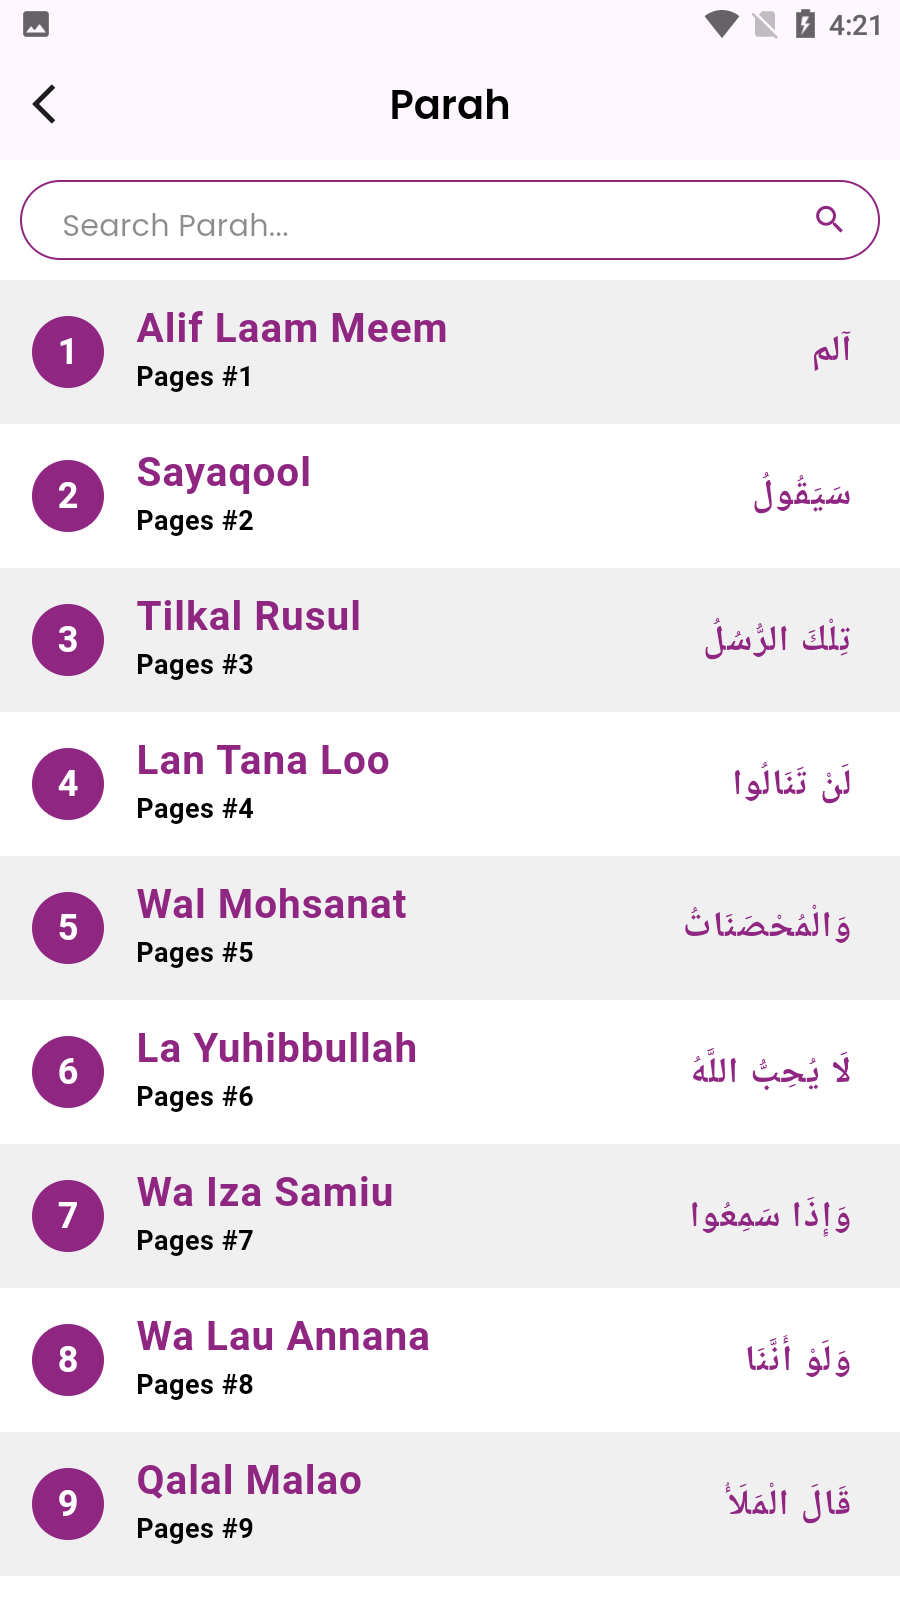 4:21
Parah
Search Parah...
1 Alif Laam Meem آلم
Pages #1
2 Sayaqool سَيَقُولُ
Pages #2
3 Tilkal Rusul تِلْكَ الرُّسُلُ
Pages #3
4 Lan Tana Loo لَنْ تَنَالُوا
Pages #4
5 Wal Mohsanat وَالْمُحْصَنَاتُ
Pages #5
6 La Yuhibbullah لَا يُحِبُّ اللَّهُ
Pages #6
7 Wa Iza Samiu وَإِذَا سَمِعُوا
Pages #7
8 Wa Lau Annana وَلَوْ أَنَّنَا
Pages #8
9 Qalal Malao قَالَ الْمَلَأُ
Pages #9